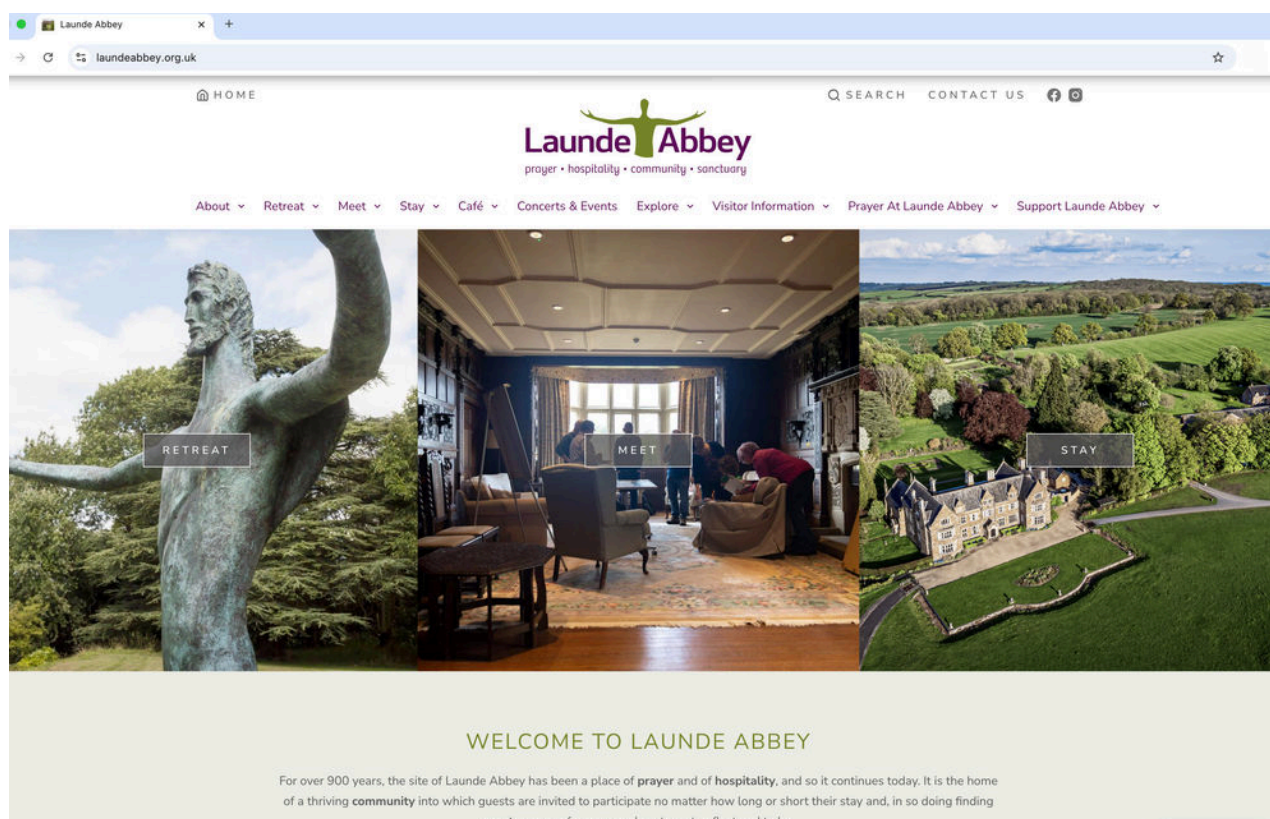 Launde Abbey
laundeabbey.org.uk
HOME
SEARCH CONTACT US
Launde Abbey
prayer • hospitality • community • sanctuary
About Retreat Meet Stay Café Concerts & Events Explore Visitor Information Prayer At Launde Abbey Support Launde Abbey
RETREAT
MEET
STAY
WELCOME TO LAUNDE ABBEY
For over 900 years, the site of Launde Abbey has been a place of prayer and of hospitality, and so it continues today. It is the home
of a thriving community into which guests are invited to participate no matter how long or short their stay and, in so doing finding